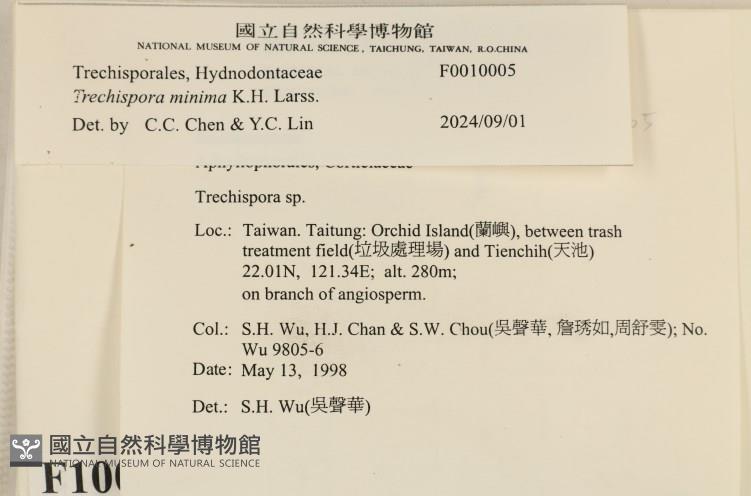 國立自然科學博物館
NATIONAL MUSEUM OF NATURAL SCIENCE, TAICHUNG, TAIWAN, R.O.CHINA
Trechisporales, Hydnodontaceae F0010005
Trechispora minima K.H. Larss.
Det. by C.C. Chen & Y.C. Lin 2024/09/01
Trechispora sp.
Loc.: Taiwan. Taitung: Orchid Island(蘭嶼), between trash
treatment field(垃圾處理場) and Tienchih(天池)
22.01N, 121.34E; alt. 280m;
on branch of angiosperm.
Col.: S.H. Wu, H.J. Chan & S.W. Chou(吳聲華, 詹琇如,周舒雯); No.
Wu 9805-6
Date: May 13, 1998
Det.: S.H. Wu(吳聲華)
國立自然科學博物館
NATIONAL MUSEUM OF NATURAL SCIENCE